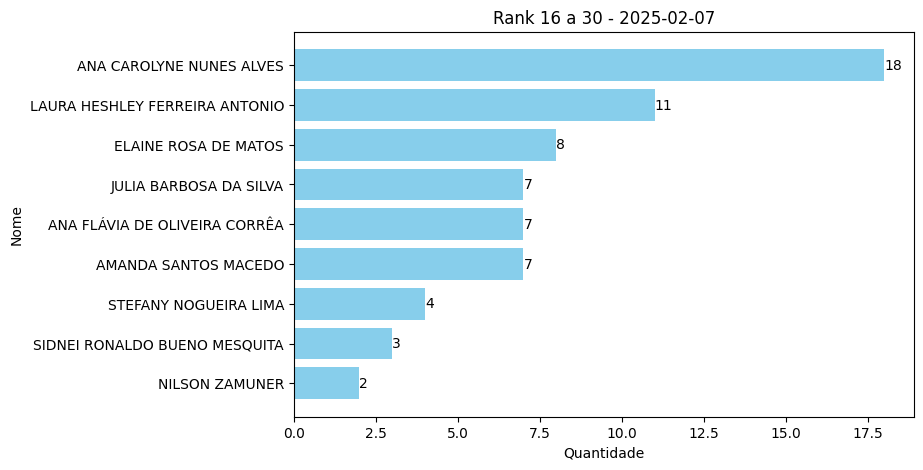 Rank 16 a 30 - 2025-02-07
Nome
ANA CAROLYNE NUNES ALVES 18
LAURA HESHLEY FERREIRA ANTONIO 11
ELAINE ROSA DE MATOS 8
JULIA BARBOSA DA SILVA 7
ANA FLÁVIA DE OLIVEIRA CORRÊA 7
AMANDA SANTOS MACEDO 7
STEFANY NOGUEIRA LIMA 4
SIDNEI RONALDO BUENO MESQUITA 3
NILSON ZAMUNER 2
0.0 2.5 5.0 7.5 10.0 12.5 15.0 17.5
Quantidade